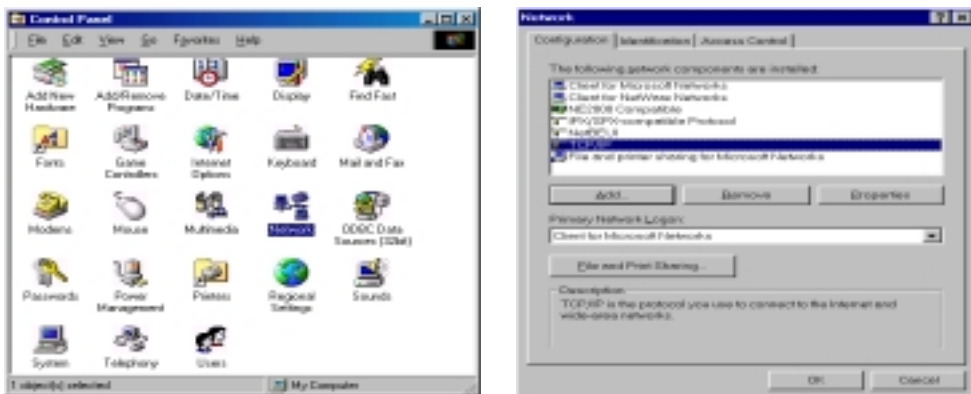 Control Panel
File Edit View Go Favorites Help
Add New Hardware
Add/Remove Programs
Date/Time
Display
Find Fast
Fonts
Game Controllers
Internet Options
Keyboard
Mail and Fax
Modems
Mouse
Multimedia
Network
ODBC Data Sources (32bit)
Passwords
Power Management
Printers
Regional Settings
Sounds
System
Telephony
Users
1 object(s) selected
My Computer
Network
Configuration Identification Access Control
The following network components are installed:
Client for Microsoft Networks
Client for NetWare Networks
NE2000 Compatible
IPX/SPX-compatible Protocol
NetBEUI
TCP/IP
File and printer sharing for Microsoft Networks
Add... Remove Properties
Primary Network Logon:
Client for Microsoft Networks
File and Print Sharing...
Description
TCP/IP is the protocol you use to connect to the Internet and
wide-area networks.
OK Cancel